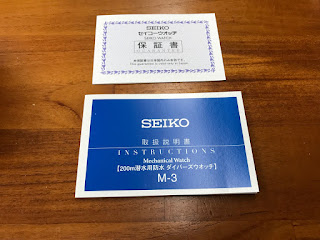 SEIKO
セイコーウオッチ
SEIKO WATCH
保証書
GUARANTEE
SEIKO
取扱説明書
INSTRUCTIONS
Mechanical Watch
【200m潜水用防水 ダイバーズウオッチ】
M-3